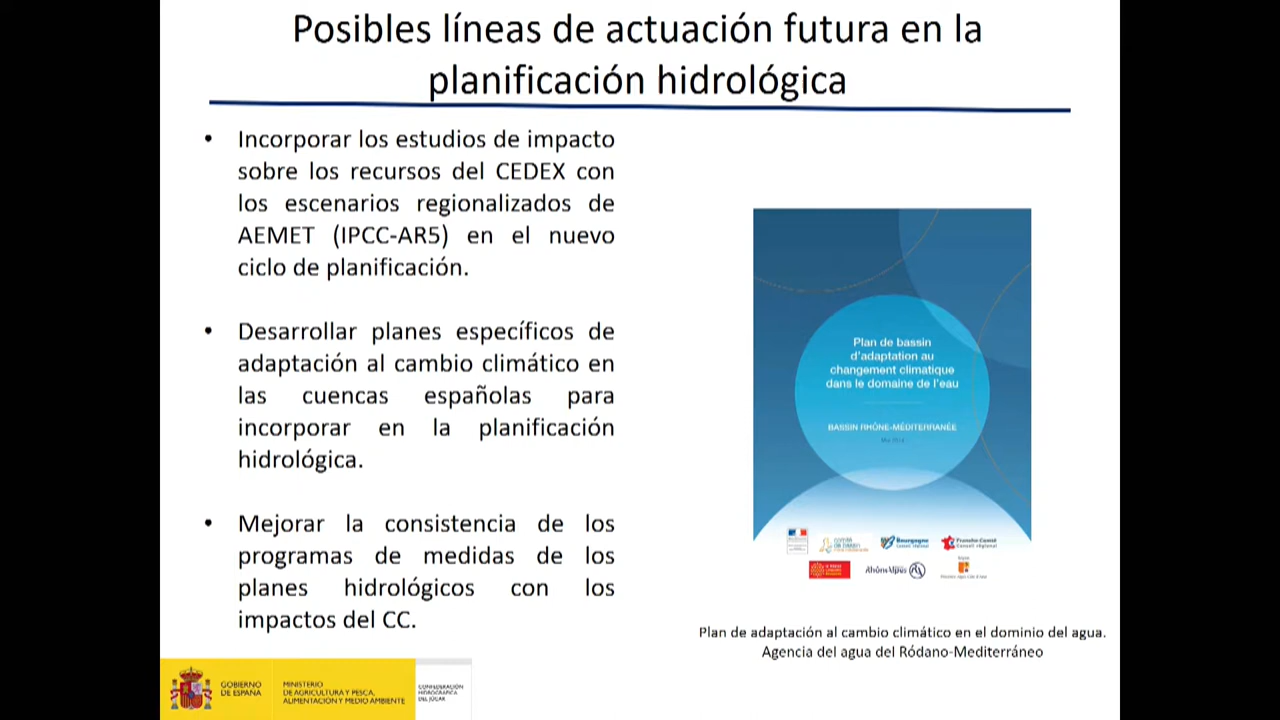 Posibles líneas de actuación futura en la
planificación hidrológica
• Incorporar los estudios de impacto
sobre los recursos del CEDEX con
los escenarios regionalizados de
AEMET (IPCC-AR5) en el nuevo
ciclo de planificación.
• Desarrollar planes específicos de
adaptación al cambio climático en
las cuencas españolas para
incorporar en la planificación
hidrológica.
• Mejorar la consistencia de los
programas de medidas de los
planes hidrológicos con los
impactos del CC.
Plan de bassin
d'adaptation au
changement climatique
dans le domaine de l'eau
BASSIN RHÔNE-MÉDITERRANÉE
Bourgogne
Franche-Comté
Conseil régional
RhôneAlpes
Plan de adaptación al cambio climático en el dominio del agua.
Agencia del agua del Ródano-Mediterráneo
GOBIERNO
DE ESPAÑA
MINISTERIO
DE AGRICULTURA Y PESCA,
ALIMENTACIÓN Y MEDIO AMBIENTE
CONFEDERACIÓN
HIDROGRÁFICA
DEL JÚCAR